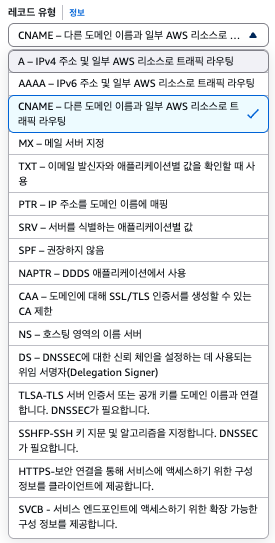 레코드 유형 정보
CNAME – 다른 도메인 이름과 일부 AWS 리소스로 ...
A – IPv4 주소 및 일부 AWS 리소스로 트래픽 라우팅
AAAA – IPv6 주소 및 일부 AWS 리소스로 트래픽 라우팅
CNAME – 다른 도메인 이름과 일부 AWS 리소스로 트
래픽 라우팅
MX – 메일 서버 지정
TXT – 이메일 발신자와 애플리케이션별 값을 확인할 때 사
용
PTR – IP 주소를 도메인 이름에 매핑
SRV – 서버를 식별하는 애플리케이션별 값
SPF – 권장하지 않음
NAPTR – DDDS 애플리케이션에서 사용
CAA – 도메인에 대해 SSL/TLS 인증서를 생성할 수 있는
CA 제한
NS – 호스팅 영역의 이름 서버
DS – DNSSEC에 대한 신뢰 체인을 설정하는 데 사용되는
위임 서명자(Delegation Signer)
TLSA-TLS 서버 인증서 또는 공개 키를 도메인 이름과 연결
합니다. DNSSEC가 필요합니다.
SSHFP-SSH 키 지문 및 알고리즘을 지정합니다. DNSSEC
가 필요합니다.
HTTPS-보안 연결을 통해 서비스에 액세스하기 위한 구성
정보를 클라이언트에 제공합니다.
SVCB - 서비스 엔드포인트에 액세스하기 위한 확장 가능한
구성 정보를 제공합니다.